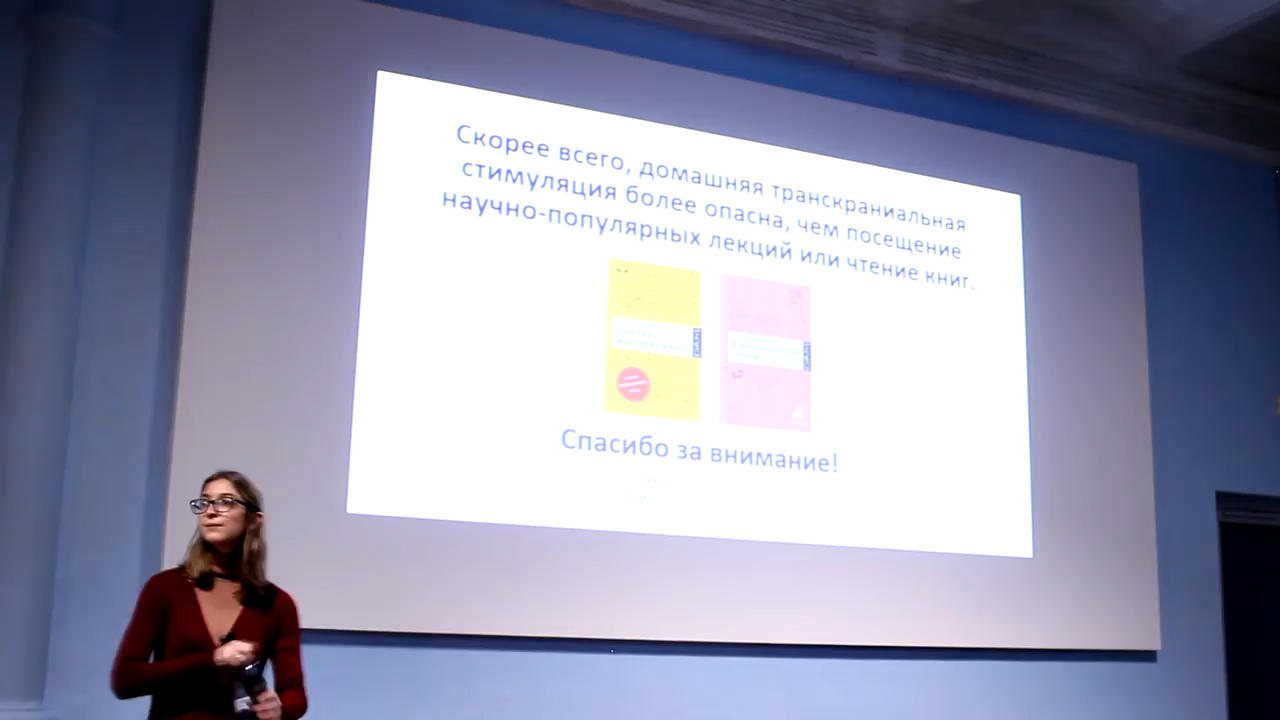 Скорее всего, домашняя транскраниальная
стимуляция более опасна, чем посещение
научно-популярных лекций или чтение книг.
Спасибо за внимание!